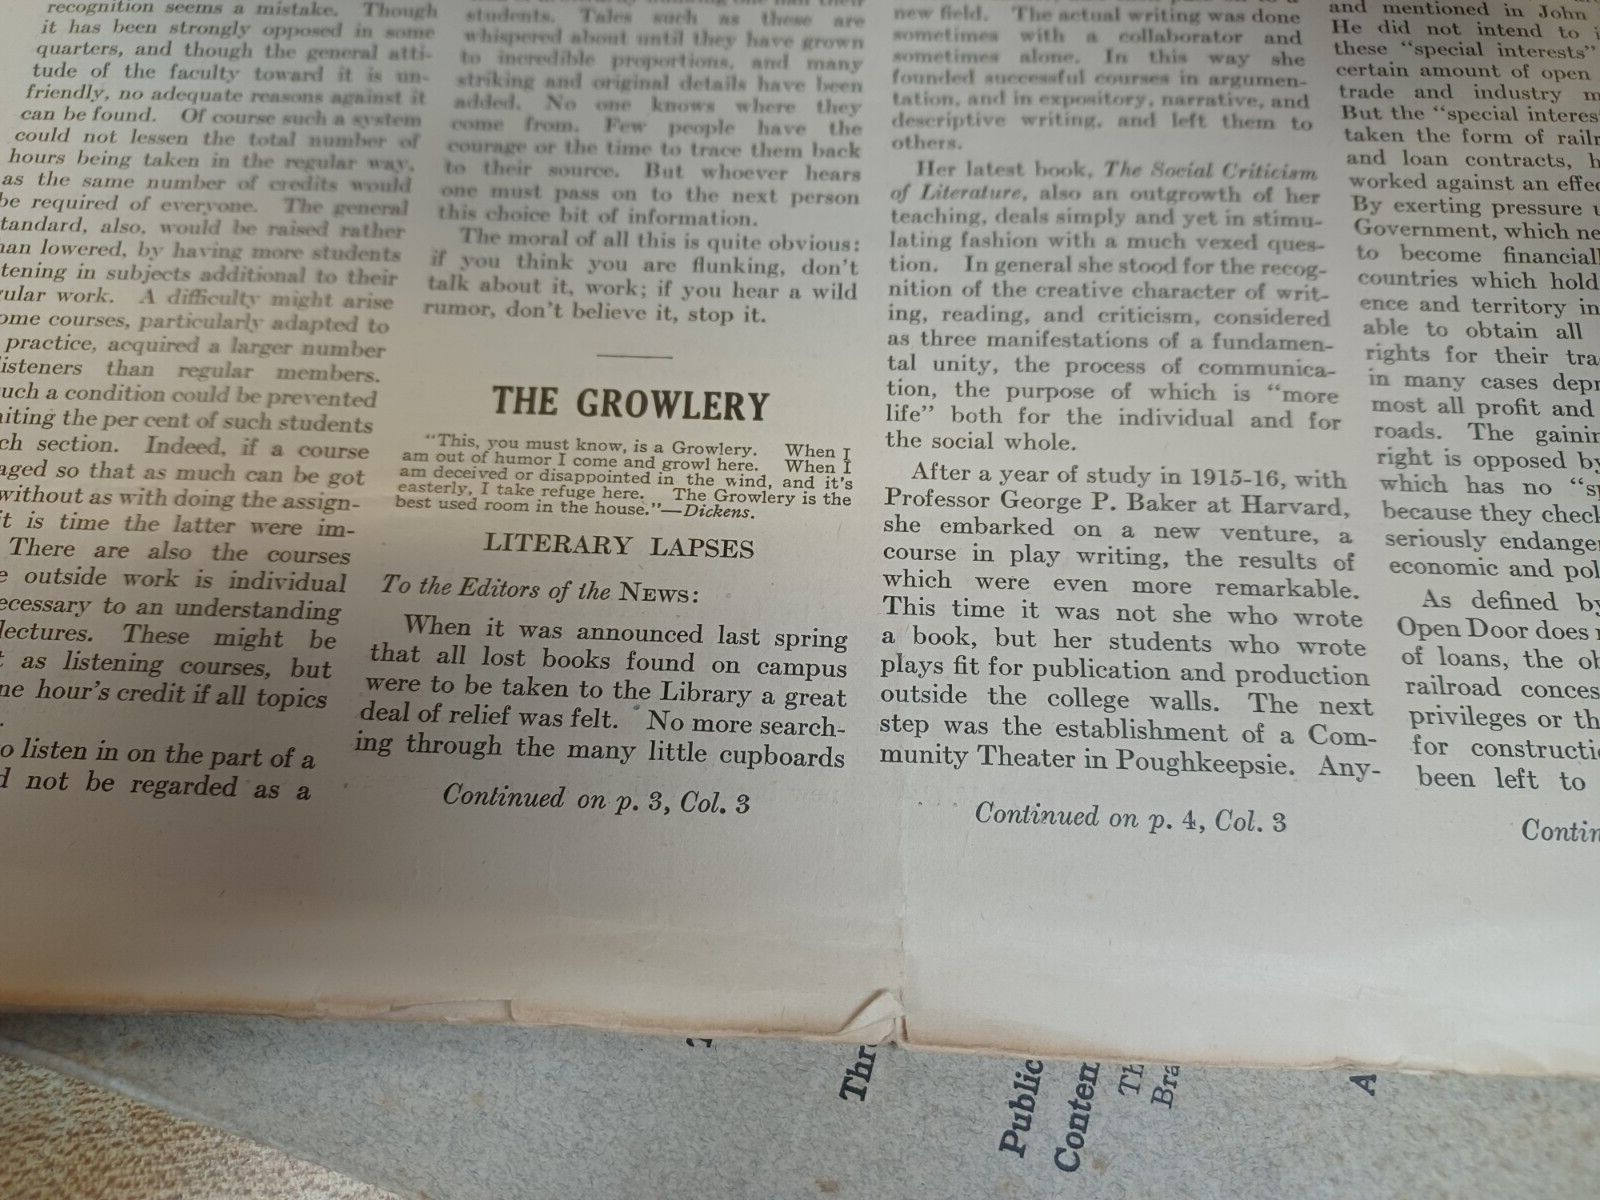 recognition seems a mistake. Though
it has been strongly opposed in some
quarters, and though the general atti-
tude of the faculty toward it is un-
friendly, no adequate reasons against it
can be found. Of course such a system
could not lessen the total number of
hours being taken in the regular way,
as the same number of credits would
be required of everyone. The general
tandard, also, would be raised rather
an lowered, by having more students
tening in subjects additional to their
ular work. A difficulty might arise
ome courses, particularly adapted to
practice, acquired a larger number
isteners than regular members.
uch a condition could be prevented
iting the per cent of such students
ch section. Indeed, if a course
aged so that as much can be got
without as with doing the assign-
it is time the latter were im-
There are also the courses
e outside work is individual
ecessary to an understanding
lectures. These might be
t as listening courses, but
ne hour's credit if all topics
.
o listen in on the part of a
d not be regarded as a
students. Tales such as these are
whispered about until they have grown
to incredible proportions, and many
striking and original details have been
added. No one knows where they
come from. Few people have the
courage or the time to trace them back
to their source. But whoever hears
one must pass on to the next person
this choice bit of information.
The moral of all this is quite obvious:
if you think you are flunking, don't
talk about it, work; if you hear a wild
rumor, don't believe it, stop it.
THE GROWLERY
"This, you must know, is a Growlery. When I
am out of humor I come and growl here. When I
am deceived or disappointed in the wind, and it's
easterly, I take refuge here. The Growlery is the
best used room in the house."—Dickens.
LITERARY LAPSES
To the Editors of the NEWS:
When it was announced last spring
that all lost books found on campus
were to be taken to the Library a great
deal of relief was felt. No more search-
ing through the many little cupboards
Continued on p. 3, Col. 3
new field. The actual writing was done
sometimes with a collaborator and
sometimes alone. In this way she
founded successful courses in argumen-
tation, and in expository, narrative, and
descriptive writing, and left them to
others.
Her latest book, The Social Criticism
of Literature, also an outgrowth of her
teaching, deals simply and yet in stimu-
lating fashion with a much vexed ques-
tion. In general she stood for the recog-
nition of the creative character of writ-
ing, reading, and criticism, considered
as three manifestations of a fundamen-
tal unity, the process of communica-
tion, the purpose of which is "more
life" both for the individual and for
the social whole.
After a year of study in 1915-16, with
Professor George P. Baker at Harvard,
she embarked on a new venture, a
course in play writing, the results of
which were even more remarkable.
This time it was not she who wrote
a book, but her students who wrote
plays fit for publication and production
outside the college walls. The next
step was the establishment of a Com-
munity Theater in Poughkeepsie. Any-
Continued on p. 4, Col. 3
and mentioned in John
He did not intend to i
these "special interests"
certain amount of open
trade and industry m
But the "special interes
taken the form of railr
and loan contracts, h
worked against an effec
By exerting pressure u
Government, which ne
to become financiall
countries which hold
ence and territory in
able to obtain all
rights for their tra
in many cases depr
most all profit and
roads. The gainin
right is opposed by
which has no "sp
because they check
seriously endanger
economic and pol
As defined by
Open Door does n
of loans, the ob
railroad conces
privileges or th
for constructi
been left to
Contin
Thr
Public
Conten
Th
Bra
A